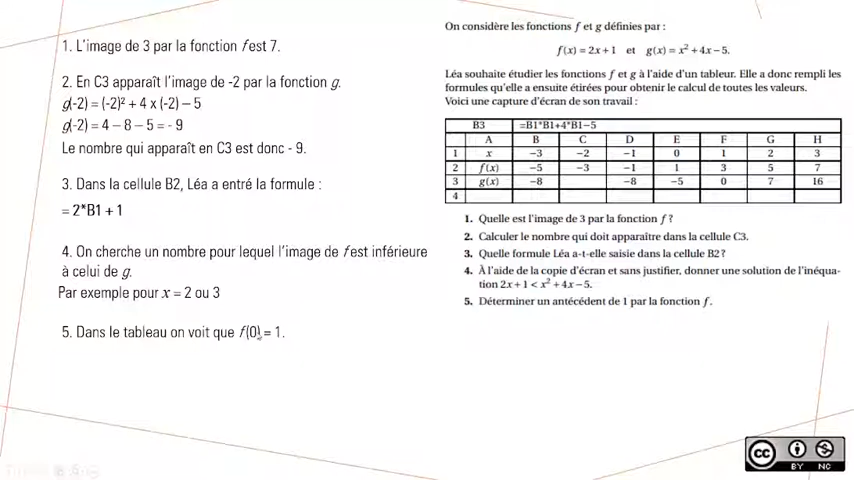 1. L'image de 3 par la fonction f est 7.
2. En C3 apparaît l'image de -2 par la fonction g.
g(-2) = (-2)² + 4 x (-2) – 5
g(-2) = 4 – 8 – 5 = - 9
Le nombre qui apparaît en C3 est donc - 9.
3. Dans la cellule B2, Léa a entré la formule :
= 2*B1 + 1
4. On cherche un nombre pour lequel l'image de f est inférieure
à celui de g.
Par exemple pour x = 2 ou 3
5. Dans le tableau on voit que f(0) = 1.
On considère les fonctions f et g définies par :
f(x) = 2x + 1 et g(x) = x² + 4x − 5.
Léa souhaite étudier les fonctions f et g à l'aide d'un tableur. Elle a donc rempli les
formules qu'elle a ensuite étirées pour obtenir le calcul de toutes les valeurs.
Voici une capture d'écran de son travail :
B3 =B1*B1+4*B1−5
A B C D E F G H
1 x −3 −2 −1 0 1 2 3
2 f(x) −5 −3 −1 1 3 5 7
3 g(x) −8 −8 −5 0 7 16
4
1. Quelle est l'image de 3 par la fonction f ?
2. Calculer le nombre qui doit apparaître dans la cellule C3.
3. Quelle formule Léa a-t-elle saisie dans la cellule B2 ?
4. À l'aide de la copie d'écran et sans justifier, donner une solution de l'inéqua-
tion 2x + 1 < x² + 4x − 5.
5. Déterminer un antécédent de 1 par la fonction f.
cc
BY NC